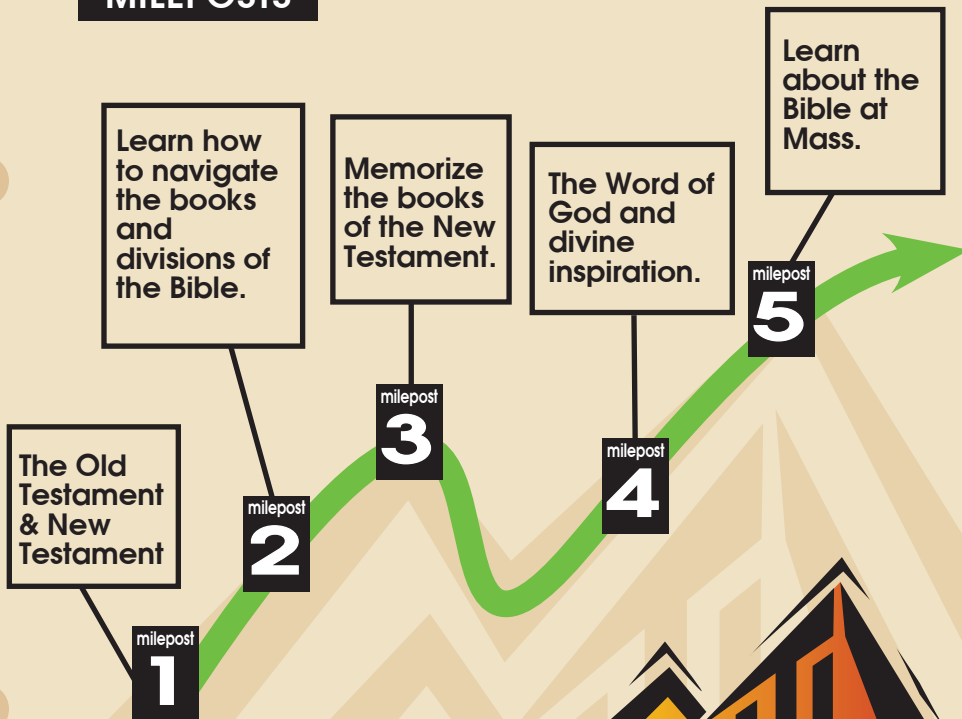 MILEPOSTS
Learn
about the
Bible at
Mass.
Learn how
to navigate
the books
and
divisions of
the Bible.
Memorize
the books
of the New
Testament.
The Word of
God and
divine
inspiration.
milepost
5
milepost
3
milepost
4
The Old
Testament
& New
Testament
milepost
2
milepost
1